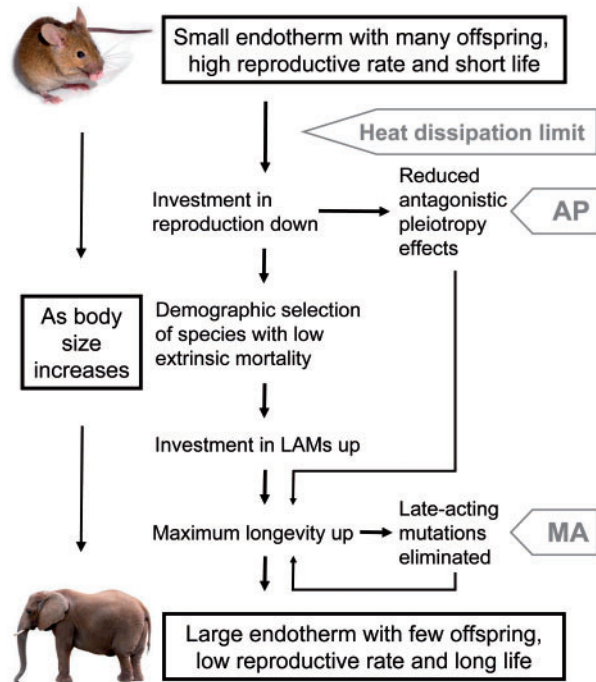 Small endotherm with many offspring,
high reproductive rate and short life
Heat dissipation limit
Investment in
reproduction down
Reduced
antagonistic
pleiotropy
effects
AP
As body
size
increases
Demographic selection
of species with low
extrinsic mortality
Investment in LAMs up
Maximum longevity up
Late-acting
mutations
eliminated
MA
Large endotherm with few offspring,
low reproductive rate and long life